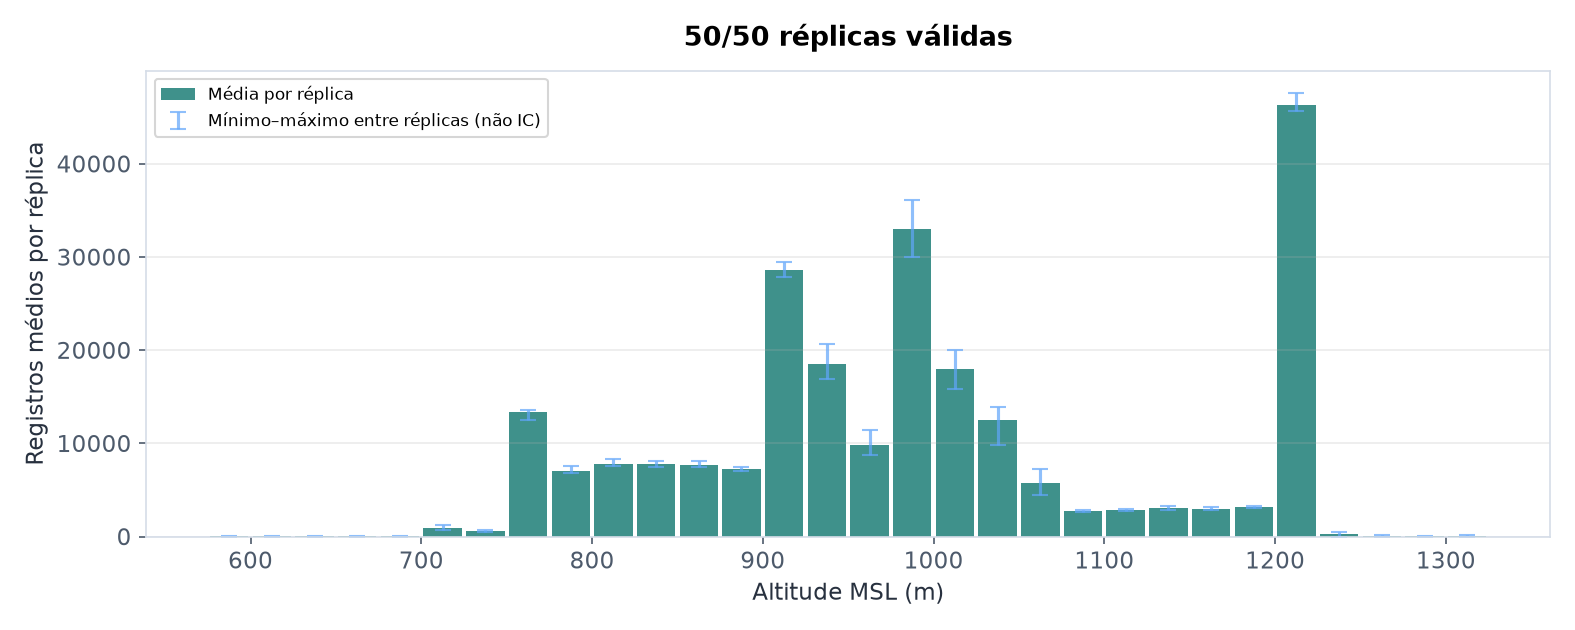 50/50 réplicas válidas
Média por réplica
Mínimo–máximo entre réplicas (não IC)
Registros médios por réplica
40000
30000
20000
10000
0
600
700
800
900
1000
1100
1200
1300
Altitude MSL (m)